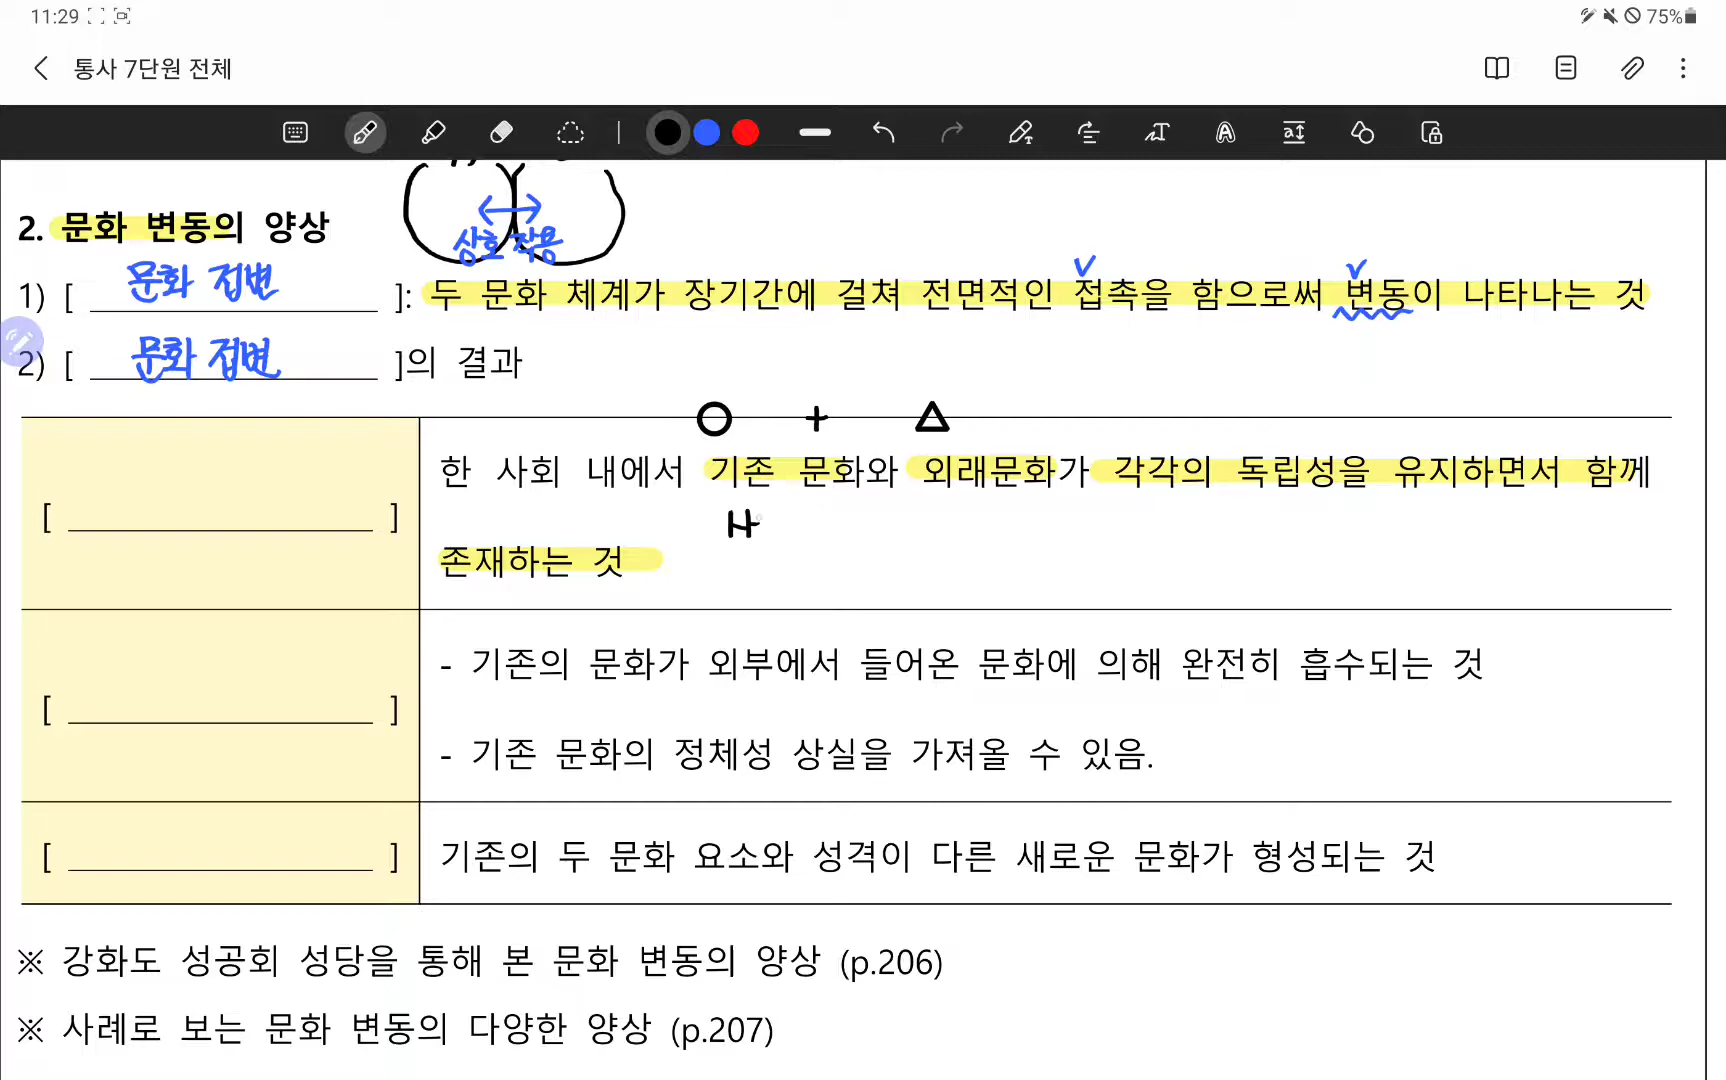 11:29 75%
통사 7단원 전체
2. 문화 변동의 양상
상호 작용
1) [ 문화 접변 ]: 두 문화 체계가 장기간에 걸쳐 전면적인 접촉을 함으로써 변동이 나타나는 것
2) [ 문화 접변 ]의 결과
○ + △
[ ] 한 사회 내에서 기존 문화와 외래문화가 각각의 독립성을 유지하면서 함께
존재하는 것
[ ] - 기존의 문화가 외부에서 들어온 문화에 의해 완전히 흡수되는 것
- 기존 문화의 정체성 상실을 가져올 수 있음.
[ ] 기존의 두 문화 요소와 성격이 다른 새로운 문화가 형성되는 것
※ 강화도 성공회 성당을 통해 본 문화 변동의 양상 (p.206)
※ 사례로 보는 문화 변동의 다양한 양상 (p.207)